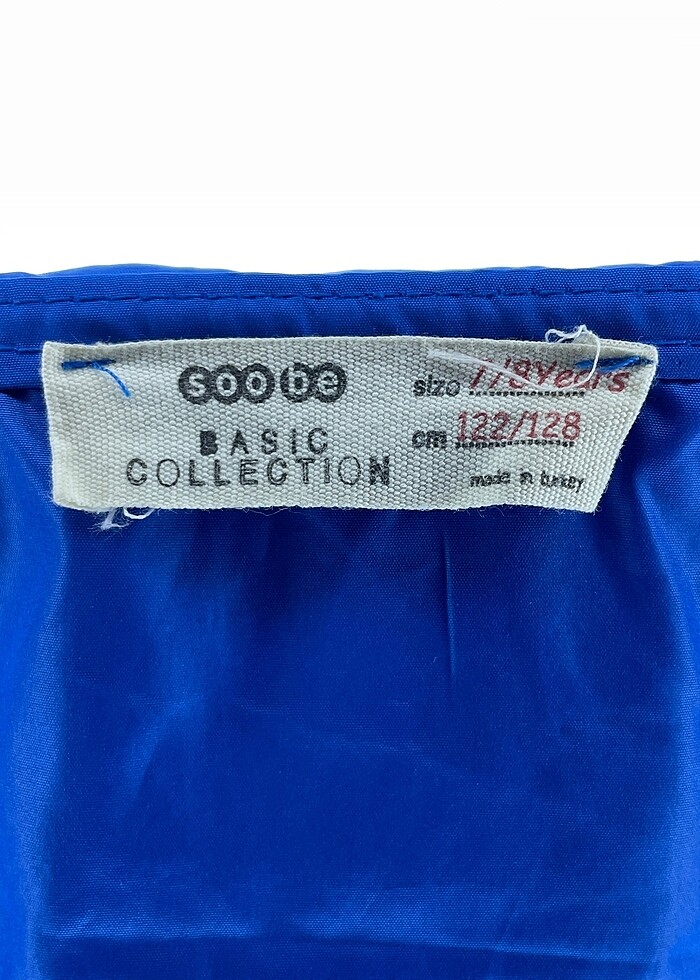 soobe
BASIC
COLLECTION
size 7/8Years
cm 122/128
made in turkey